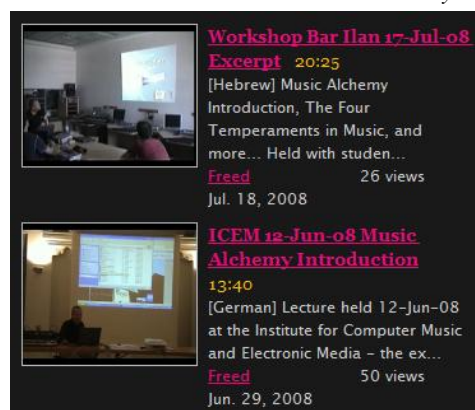 Workshop Bar Ilan 17-Jul-08
Excerpt 20:25
[Hebrew] Music Alchemy
Introduction, The Four
Temperaments in Music, and
more... Held with studen...
Freed 26 views
Jul. 18, 2008
ICEM 12-Jun-08 Music
Alchemy Introduction
13:40
[German] Lecture held 12-Jun-08
at the Institute for Computer Music
and Electronic Media - the ex...
Freed 50 views
Jun. 29, 2008